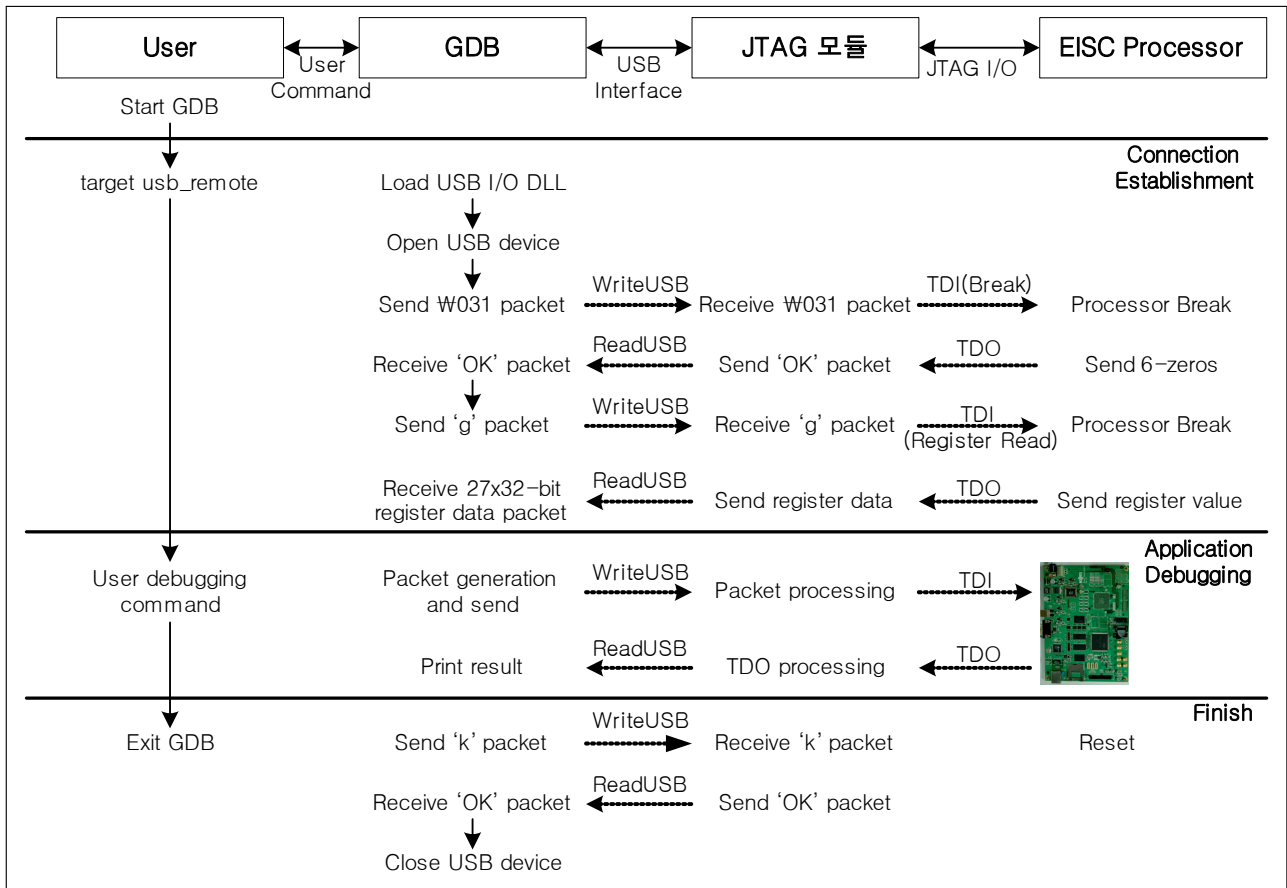 User
GDB
JTAG 모듈
EISC Processor
User
Command
USB
Interface
JTAG I/O
Start GDB
Connection
Establishment
target usb_remote
Load USB I/O DLL
Open USB device
Send ₩031 packet
WriteUSB
Receive ₩031 packet
TDI(Break)
Processor Break
Receive ‘OK’ packet
ReadUSB
Send ‘OK’ packet
TDO
Send 6-zeros
Send ‘g’ packet
WriteUSB
Receive ‘g’ packet
TDI
(Register Read)
Processor Break
Receive 27x32-bit
register data packet
ReadUSB
Send register data
TDO
Send register value
Application
Debugging
User debugging
command
Packet generation
and send
WriteUSB
Packet processing
TDI
Print result
ReadUSB
TDO processing
TDO
Finish
Exit GDB
Send ‘k’ packet
WriteUSB
Receive ‘k’ packet
Reset
Receive ‘OK’ packet
ReadUSB
Send ‘OK’ packet
Close USB device